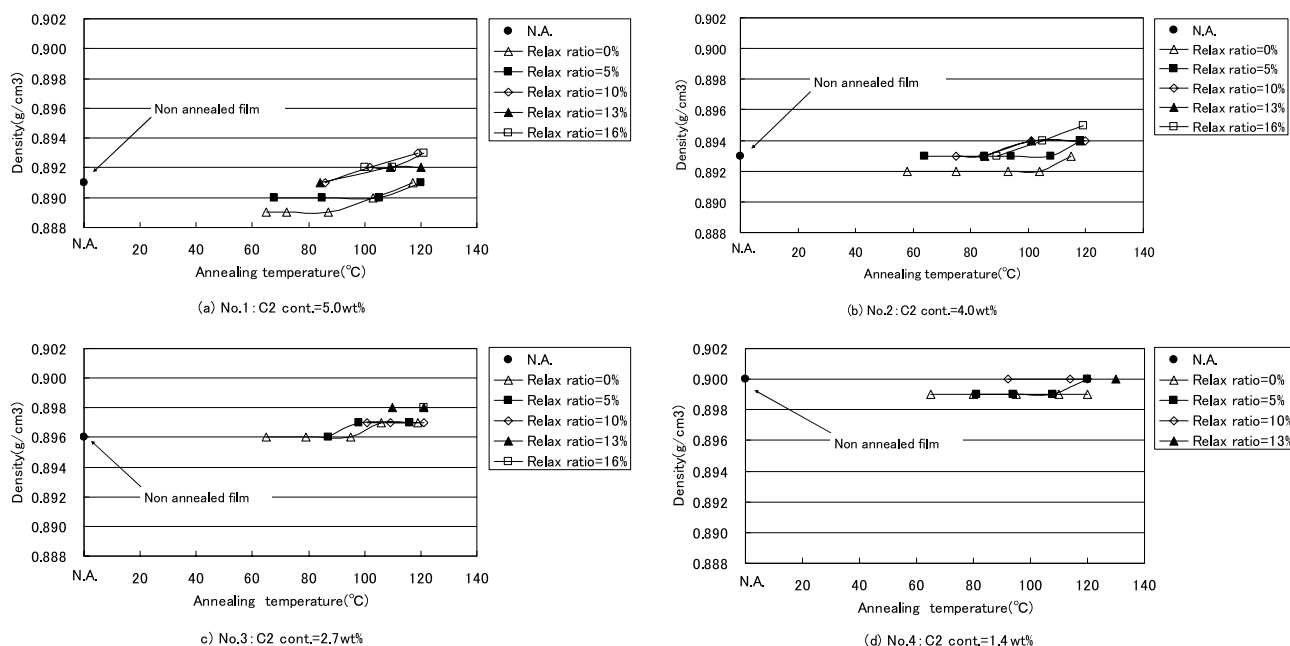 0.902
0.900
0.898
0.896
0.894
0.892
0.890
0.888
Density(g/cm3)
Non annealed film
N.A.
20
40
60
80
100
120
140
Annealing temperature(℃)
N.A.
Relax ratio=0%
Relax ratio=5%
Relax ratio=10%
Relax ratio=13%
Relax ratio=16%
(a) No.1: C2 cont.=5.0wt%
0.902
0.900
0.898
0.896
0.894
0.892
0.890
0.888
Density(g/cm3)
Non annealed film
N.A.
20
40
60
80
100
120
140
Annealing temperature(℃)
N.A.
Relax ratio=0%
Relax ratio=5%
Relax ratio=10%
Relax ratio=13%
Relax ratio=16%
(b) No.2: C2 cont.=4.0wt%
0.902
0.900
0.898
0.896
0.894
0.892
0.890
0.888
Density(g/cm3)
Non annealed film
N.A.
20
40
60
80
100
120
140
Annealing temperature(℃)
N.A.
Relax ratio=0%
Relax ratio=5%
Relax ratio=10%
Relax ratio=13%
Relax ratio=16%
c) No.3: C2 cont.=2.7wt%
0.902
0.900
0.898
0.896
0.894
0.892
0.890
0.888
Density(g/cm3)
Non annealed film
N.A.
20
40
60
80
100
120
140
Annealing temperature(℃)
N.A.
Relax ratio=0%
Relax ratio=5%
Relax ratio=10%
Relax ratio=13%
(d) No.4: C2 cont.=1.4wt%